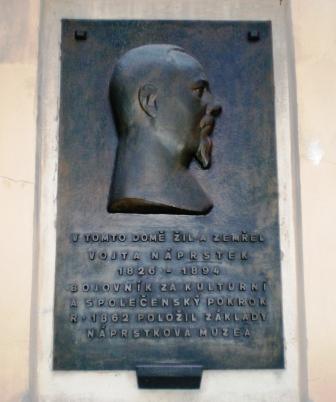 V TOMTO DOMĚ ŽIL A ZEMŘEL
VOJTA NÁPRSTEK
1826 - 1894
BOJOVNÍK ZA KULTURNÍ
A SPOLEČENSKÝ POKROK
R. 1862 POLOŽIL ZÁKLADY
NÁPRSTKOVA MUZEA